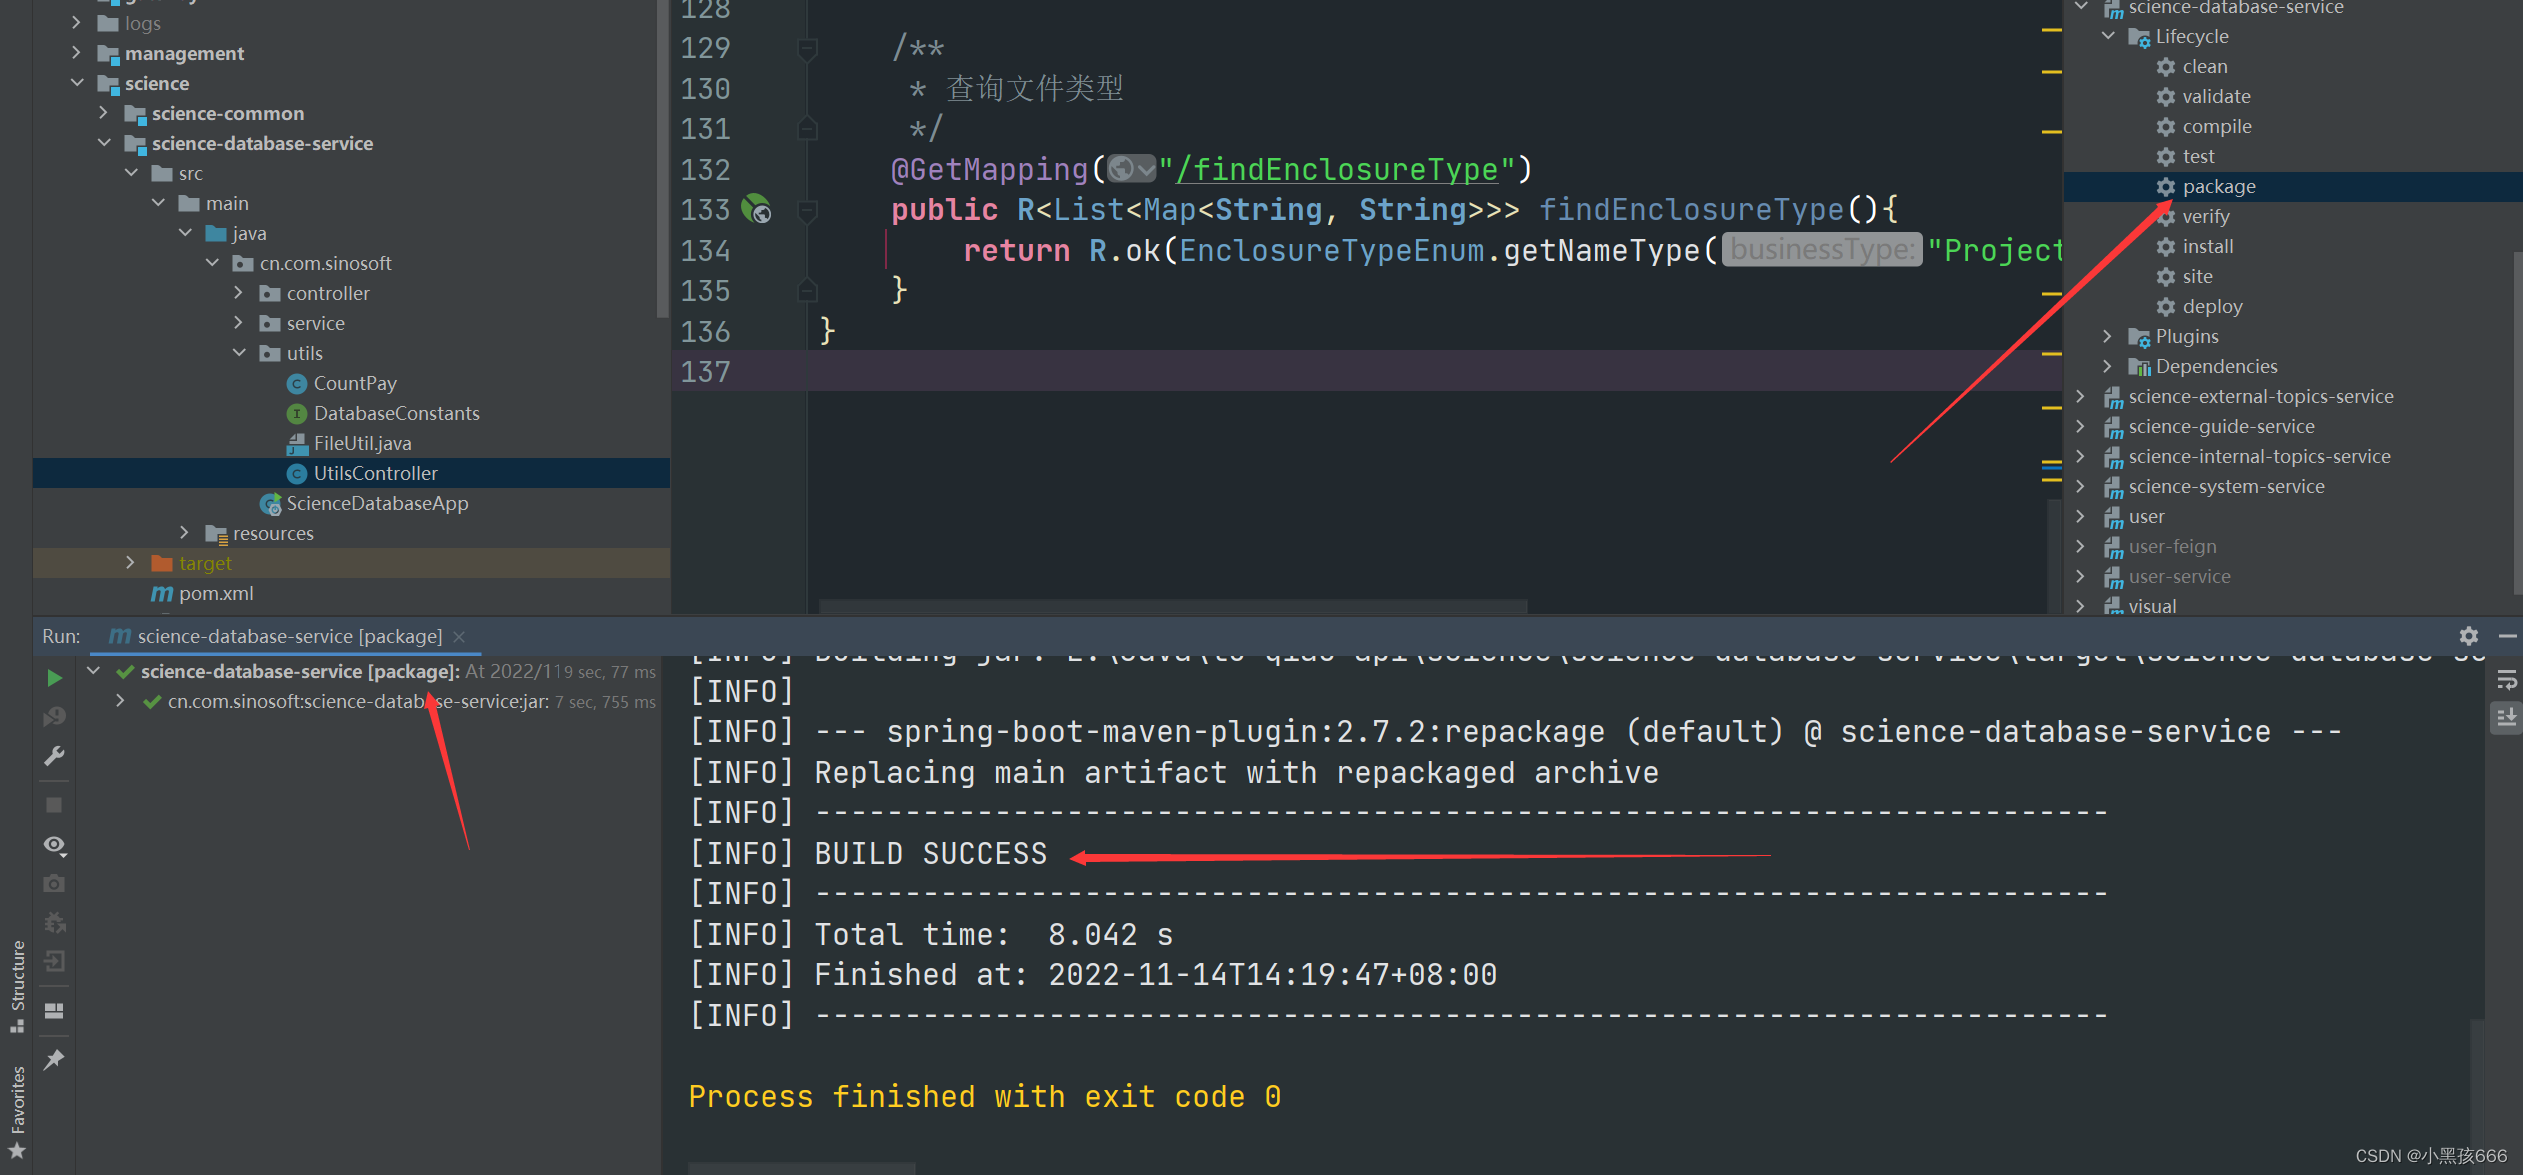 logs
management
science
science-common
science-database-service
src
main
java
cn.com.sinosoft
controller
service
utils
CountPay
DatabaseConstants
FileUtil.java
UtilsController
ScienceDatabaseApp
resources
target
pom.xml
128
129 /**
130 * 查询文件类型
131 */
132 @GetMapping("/findEnclosureType")
133 public R<List<Map<String, String>>> findEnclosureType(){
134 return R.ok(EnclosureTypeEnum.getNameType( businessType: "Project
135 }
136 }
137
science-database-service
Lifecycle
clean
validate
compile
test
package
verify
install
site
deploy
Plugins
Dependencies
science-external-topics-service
science-guide-service
science-internal-topics-service
science-system-service
user
user-feign
user-service
visual
Run: science-database-service [package]
science-database-service [package]: At 2022/11 9 sec, 77 ms
cn.com.sinosoft:science-database-service:jar: 7 sec, 755 ms
[INFO]
[INFO] --- spring-boot-maven-plugin:2.7.2:repackage (default) @ science-database-service ---
[INFO] Replacing main artifact with repackaged archive
[INFO] ------------------------------------------------------------------------
[INFO] BUILD SUCCESS
[INFO] ------------------------------------------------------------------------
[INFO] Total time:  8.042 s
[INFO] Finished at: 2022-11-14T14:19:47+08:00
[INFO] ------------------------------------------------------------------------
Process finished with exit code 0
Structure
Favorites
CSDN @小黑孩666